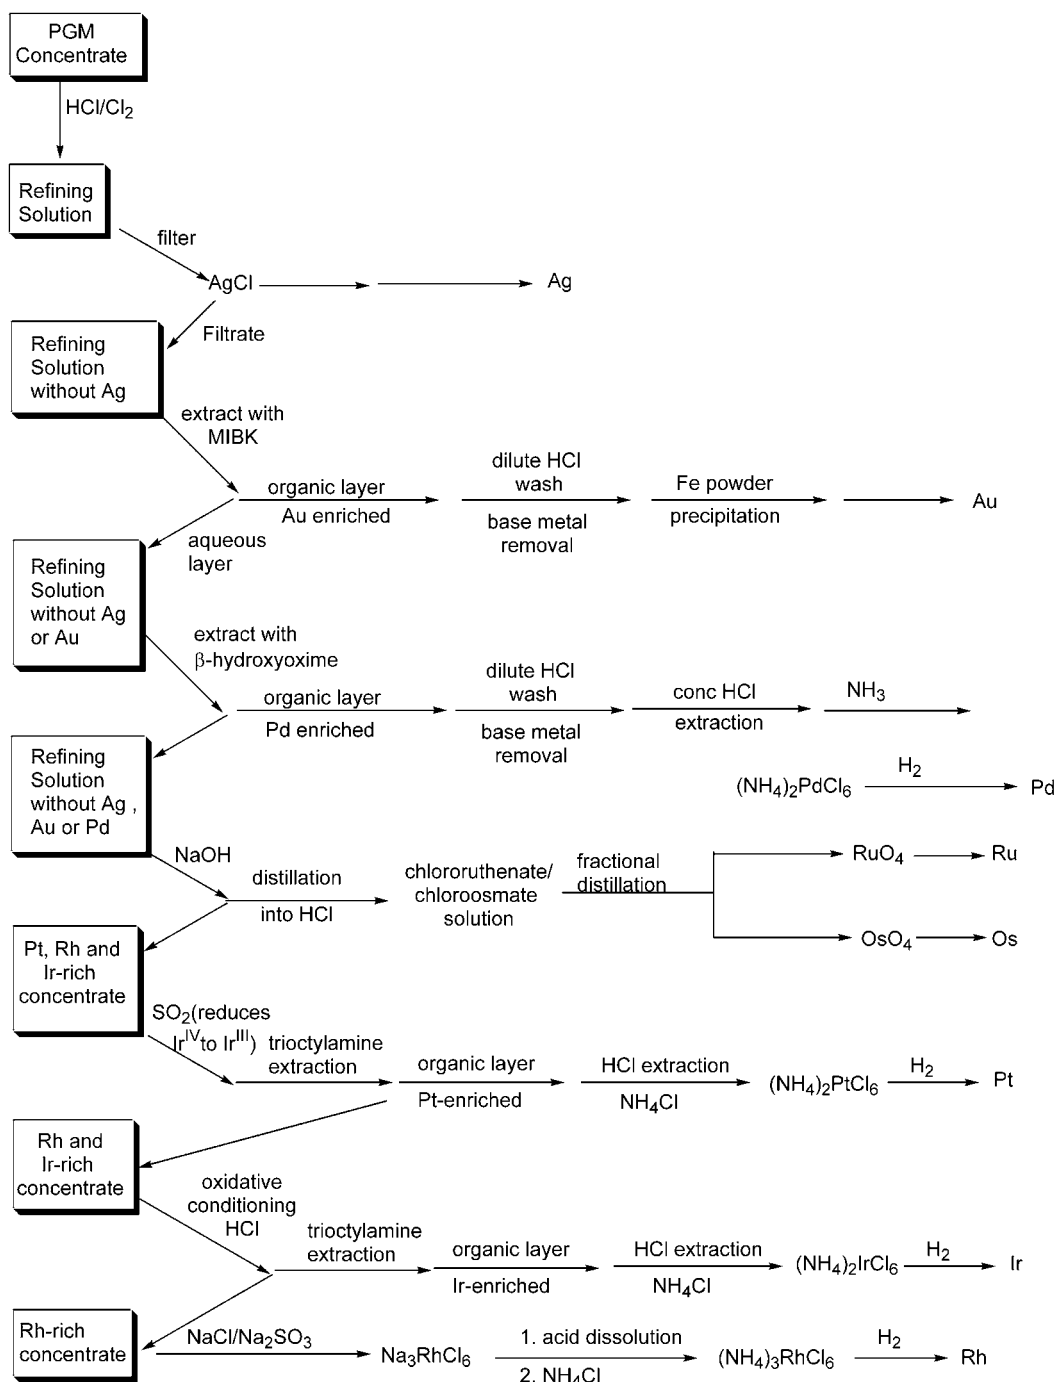 PGM
Concentrate
HCl/Cl2
Refining
Solution
filter
AgCl
Ag
Filtrate
Refining
Solution
without Ag
extract with
MIBK
organic layer
Au enriched
dilute HCl
wash
base metal
removal
Fe powder
precipitation
Au
aqueous
layer
Refining
Solution
without Ag
or Au
extract with
β-hydroxyoxime
organic layer
Pd enriched
dilute HCl
wash
base metal
removal
conc HCl
extraction
NH3
Refining
Solution
without Ag ,
Au or Pd
(NH4)2PdCl6
H2
Pd
NaOH
distillation
into HCl
chlororuthenate/
chloroosmate
solution
fractional
distillation
RuO4
Ru
OsO4
Os
Pt, Rh and
Ir-rich
concentrate
SO2(reduces
IrIV to IrIII)
trioctylamine
extraction
organic layer
Pt-enriched
HCl extraction
NH4Cl
(NH4)2PtCl6
H2
Pt
Rh and
Ir-rich
concentrate
oxidative
conditioning
HCl
trioctylamine
extraction
organic layer
Ir-enriched
HCl extraction
NH4Cl
(NH4)2IrCl6
H2
Ir
Rh-rich
concentrate
NaCl/Na2SO3
Na3RhCl6
1. acid dissolution
2. NH4Cl
(NH4)3RhCl6
H2
Rh